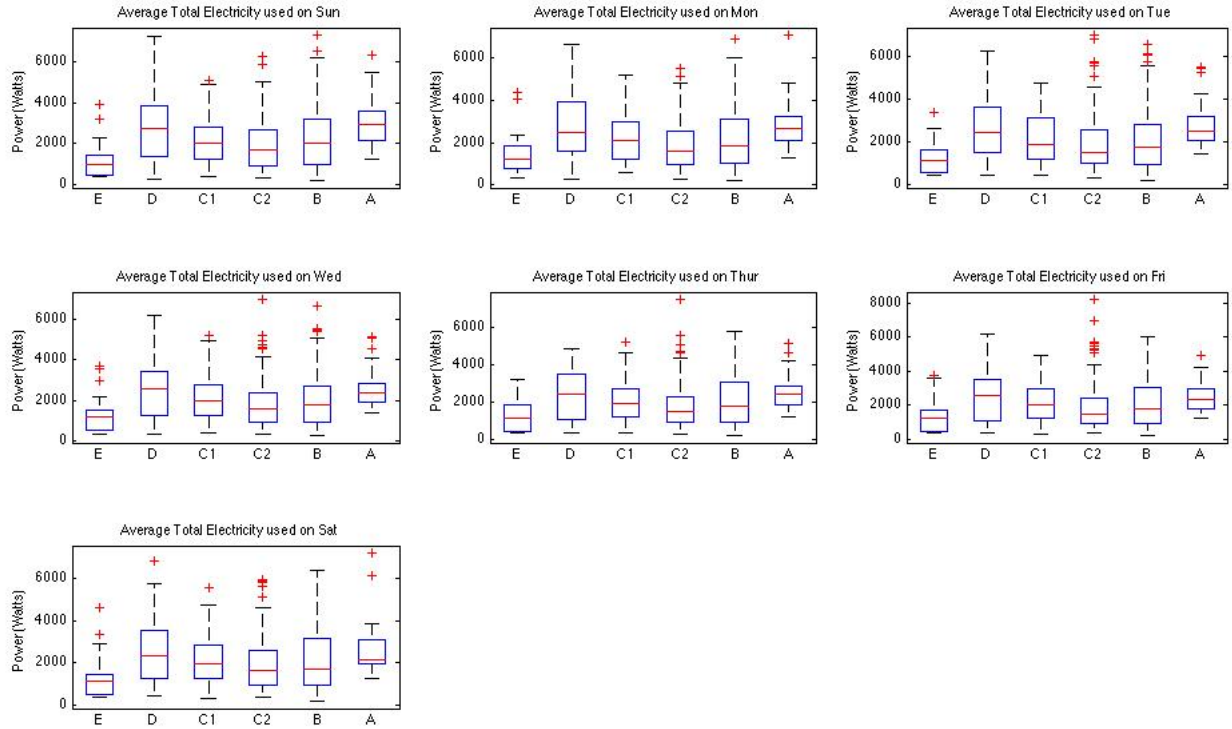 Average Total Electricity used on Sun
Power(Watts)
6000
4000
2000
0
E D C1 C2 B A
Average Total Electricity used on Mon
Power(Watts)
6000
4000
2000
0
E D C1 C2 B A
Average Total Electricity used on Tue
Power(Watts)
6000
4000
2000
0
E D C1 C2 B A
Average Total Electricity used on Wed
Power(Watts)
6000
4000
2000
0
E D C1 C2 B A
Average Total Electricity used on Thur
Power(Watts)
6000
4000
2000
0
E D C1 C2 B A
Average Total Electricity used on Fri
Power(Watts)
8000
6000
4000
2000
0
E D C1 C2 B A
Average Total Electricity used on Sat
Power(Watts)
6000
4000
2000
0
E D C1 C2 B A